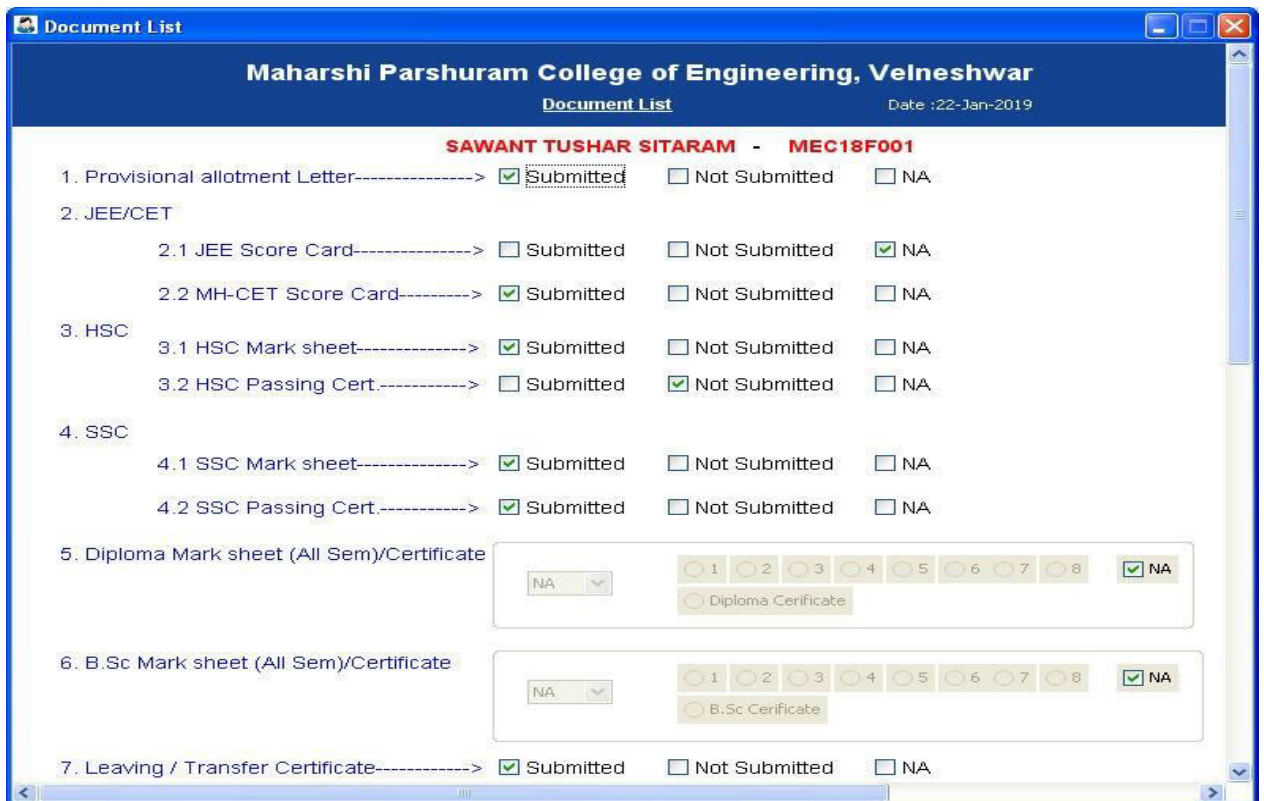 Document List
Maharshi Parshuram College of Engineering, Velneshwar
Document List Date :22-Jan-2019
SAWANT TUSHAR SITARAM - MEC18F001
1. Provisional allotment Letter---------------> Submitted Not Submitted NA
2. JEE/CET
2.1 JEE Score Card---------------> Submitted Not Submitted NA
2.2 MH-CET Score Card---------> Submitted Not Submitted NA
3. HSC
3.1 HSC Mark sheet--------------> Submitted Not Submitted NA
3.2 HSC Passing Cert.-----------> Submitted Not Submitted NA
4. SSC
4.1 SSC Mark sheet--------------> Submitted Not Submitted NA
4.2 SSC Passing Cert.-----------> Submitted Not Submitted NA
5. Diploma Mark sheet (All Sem)/Certificate
NA 1 2 3 4 5 6 7 8 NA
Diploma Cerificate
6. B.Sc Mark sheet (All Sem)/Certificate
NA 1 2 3 4 5 6 7 8 NA
B.Sc Cerificate
7. Leaving / Transfer Certificate------------> Submitted Not Submitted NA